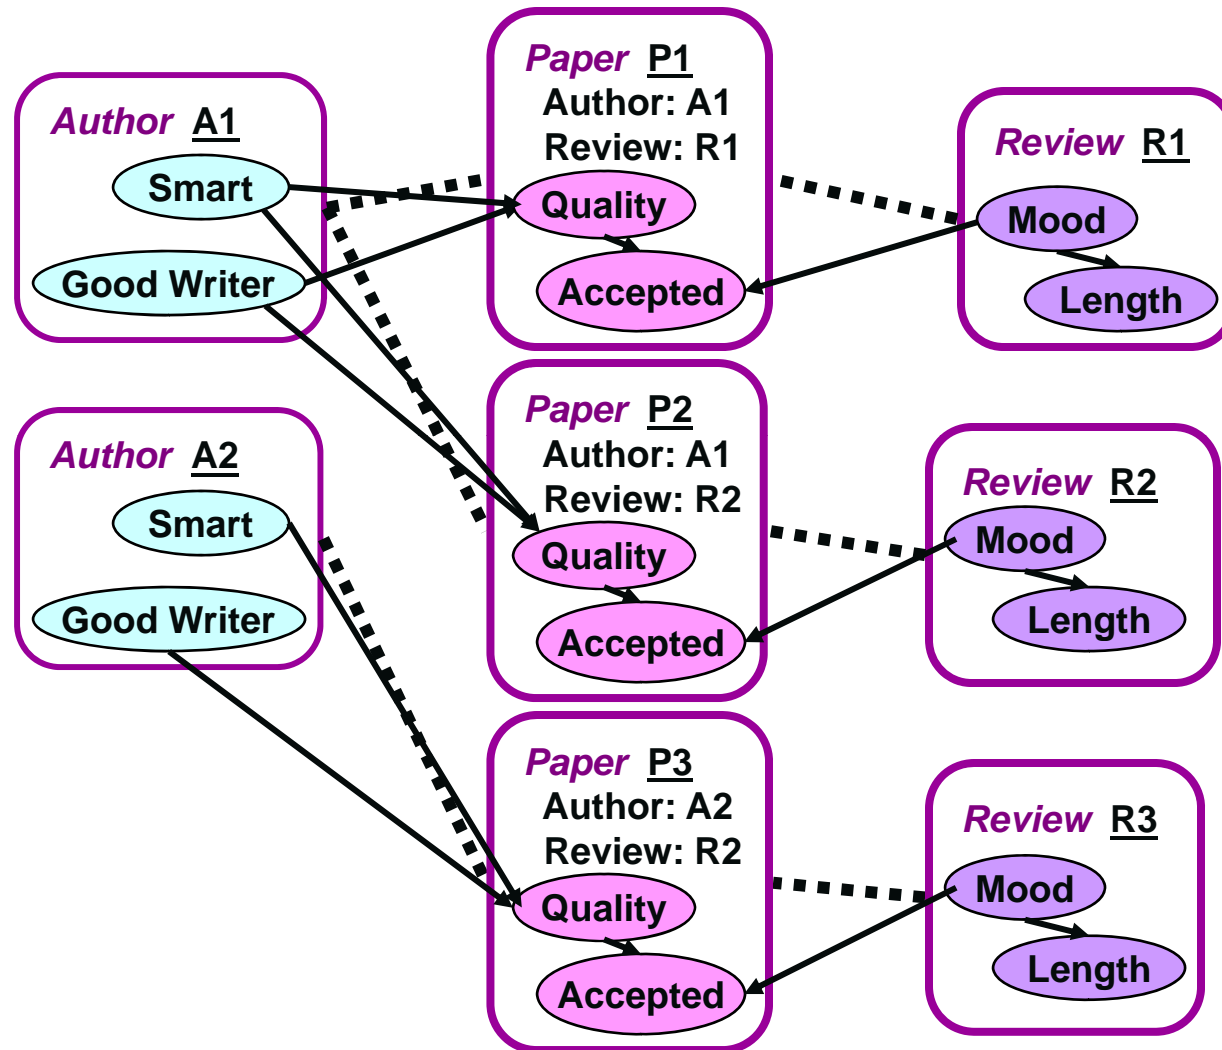 Author A1
Smart
Good Writer
Author A2
Smart
Good Writer
Paper P1
Author: A1
Review: R1
Quality
Accepted
Paper P2
Author: A1
Review: R2
Quality
Accepted
Paper P3
Author: A2
Review: R2
Quality
Accepted
Review R1
Mood
Length
Review R2
Mood
Length
Review R3
Mood
Length